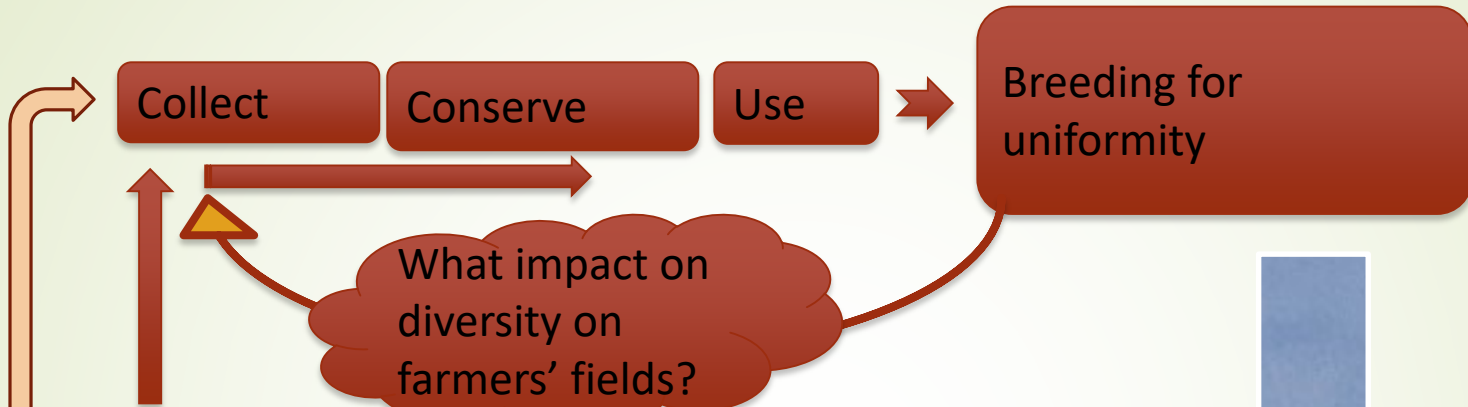 Collect
Conserve
Use
Breeding for
uniformity
What impact on
diversity on
farmers’ fields?